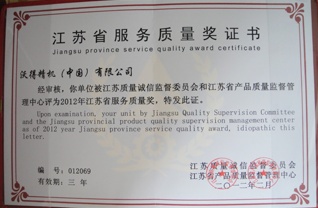 江苏省服务质量奖证书
Jiangsu province service quality award certificate
沃得精机（中国）有限公司
经审核，你单位被江苏质量诚信监督委员会和江苏省产品质量监督管
理中心评为2012年江苏省服务质量奖，特发此证。
Upon examination, your unit by Jiangsu Quality Supervision Committee
and the Jiangsu provincial product quality supervision management center
as of 2012 year Jiangsu province service quality award, idiopathic this
letter.
编 号：012069
有效期：三 年
江苏质量诚信监督委员会
江苏省产品质量监督管理中心
二〇一二年二月